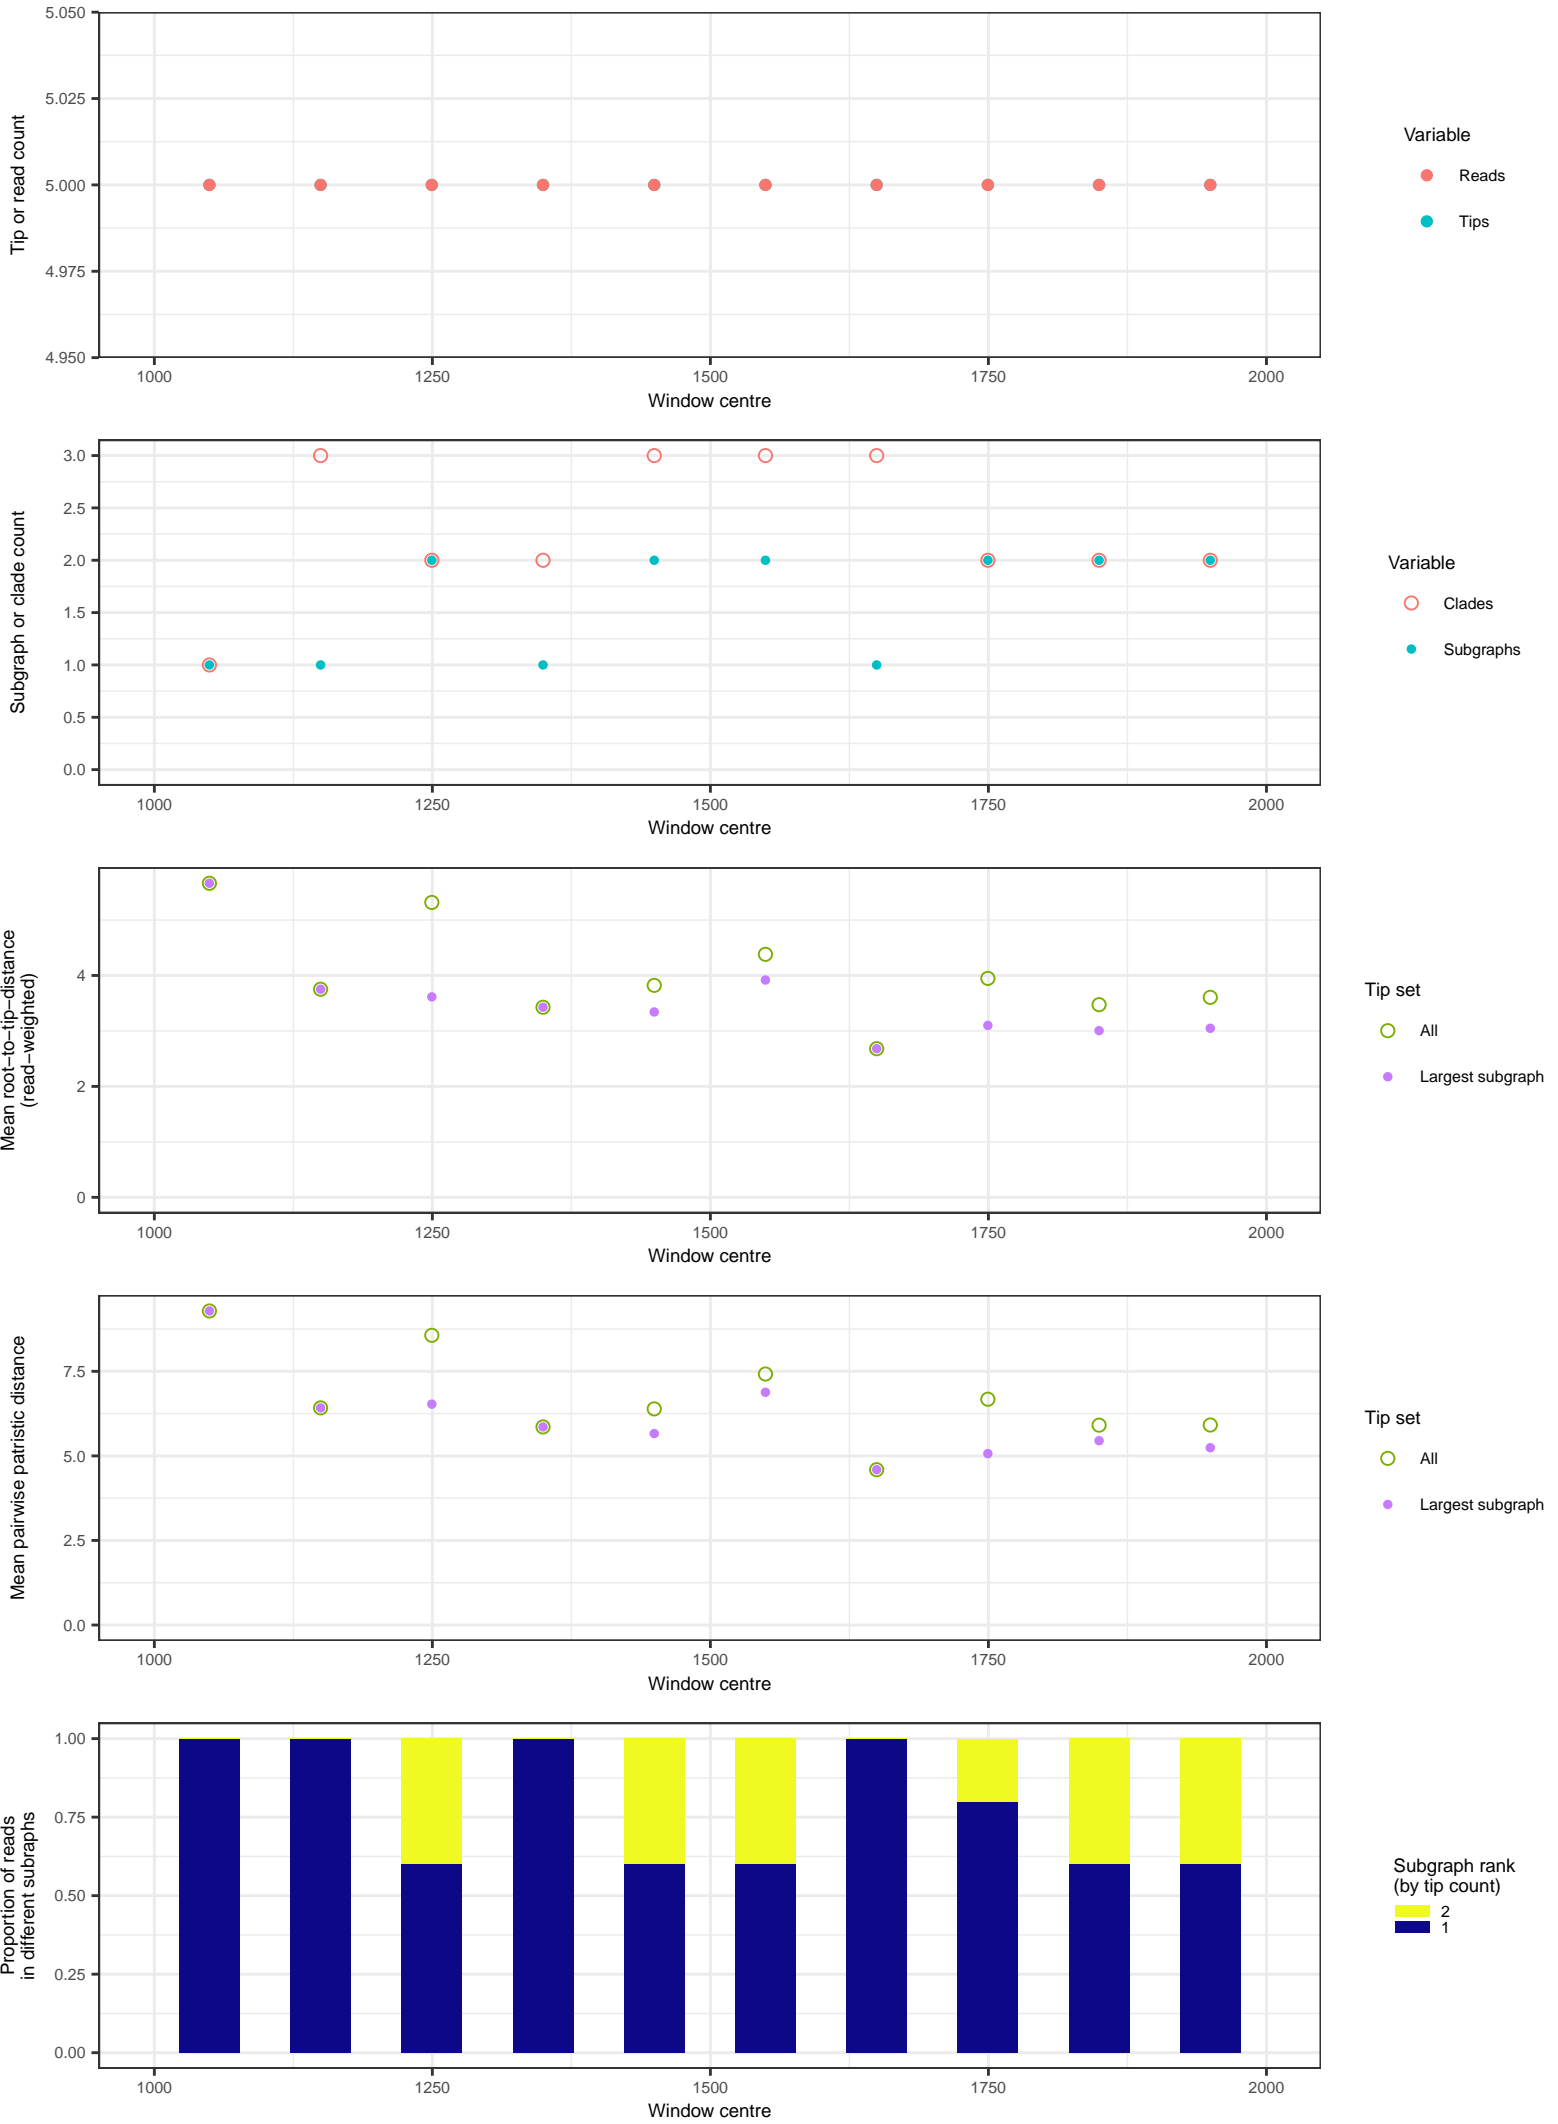 5.050
5.025
5.000
4.975
4.950
Tip or read count
1000 1250 1500 1750 2000
Window centre
Variable
Reads
Tips
3.0
2.5
2.0
1.5
1.0
0.5
0.0
Subgraph or clade count
1000 1250 1500 1750 2000
Window centre
Variable
Clades
Subgraphs
4
2
0
Mean root−to−tip−distance
(read−weighted)
1000 1250 1500 1750 2000
Window centre
Tip set
All
Largest subgraph
7.5
5.0
2.5
0.0
Mean pairwise patristic distance
1000 1250 1500 1750 2000
Window centre
Tip set
All
Largest subgraph
1.00
0.75
0.50
0.25
0.00
Proportion of reads
in different subraphs
1000 1250 1500 1750 2000
Window centre
Subgraph rank
(by tip count)
2
1